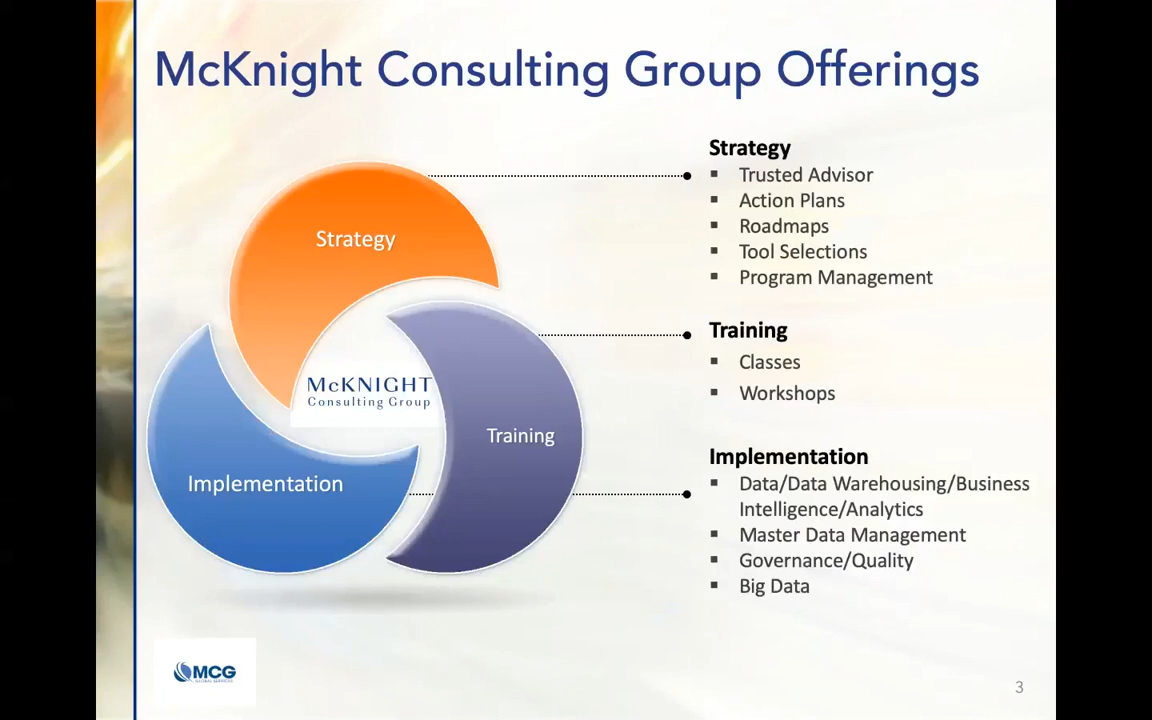 McKnight Consulting Group Offerings
Strategy
Training
Implementation
McKNIGHT
Consulting Group
Strategy
▪ Trusted Advisor
▪ Action Plans
▪ Roadmaps
▪ Tool Selections
▪ Program Management
Training
▪ Classes
▪ Workshops
Implementation
▪ Data/Data Warehousing/Business
Intelligence/Analytics
▪ Master Data Management
▪ Governance/Quality
▪ Big Data
MCG
GLOBAL SERVICES
3